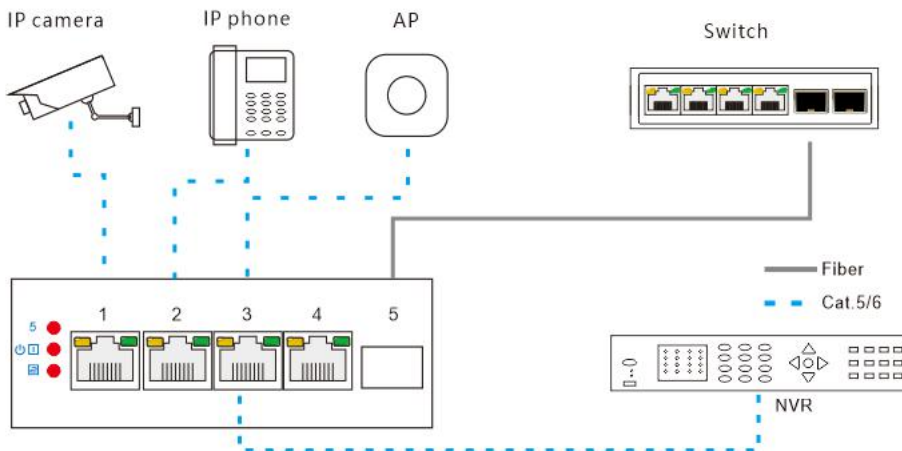 IP camera
IP phone
AP
Switch
Fiber
Cat.5/6
1 2 3 4 5
5
NVR